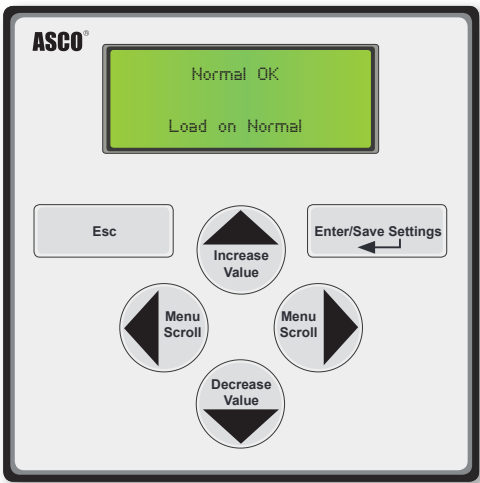 ASCO®
Normal OK
Load on Normal
Esc
Increase
Value
Enter/Save Settings
Menu
Scroll
Menu
Scroll
Decrease
Value